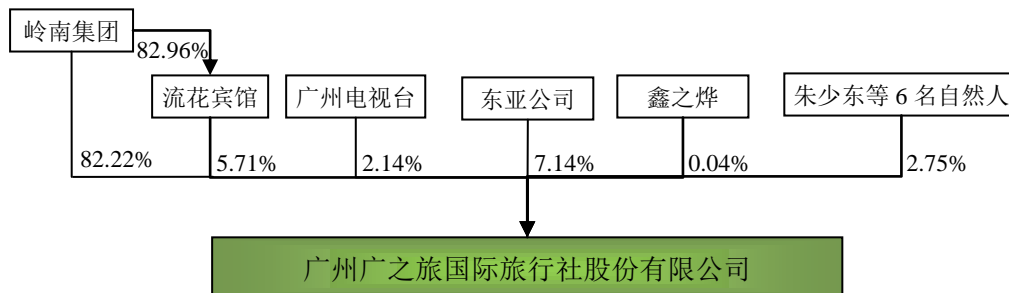 岭南集团
82.96%
流花宾馆
广州电视台
东亚公司
鑫之烨
朱少东等 6 名自然人
82.22%
5.71%
2.14%
7.14%
0.04%
2.75%
广州广之旅国际旅行社股份有限公司